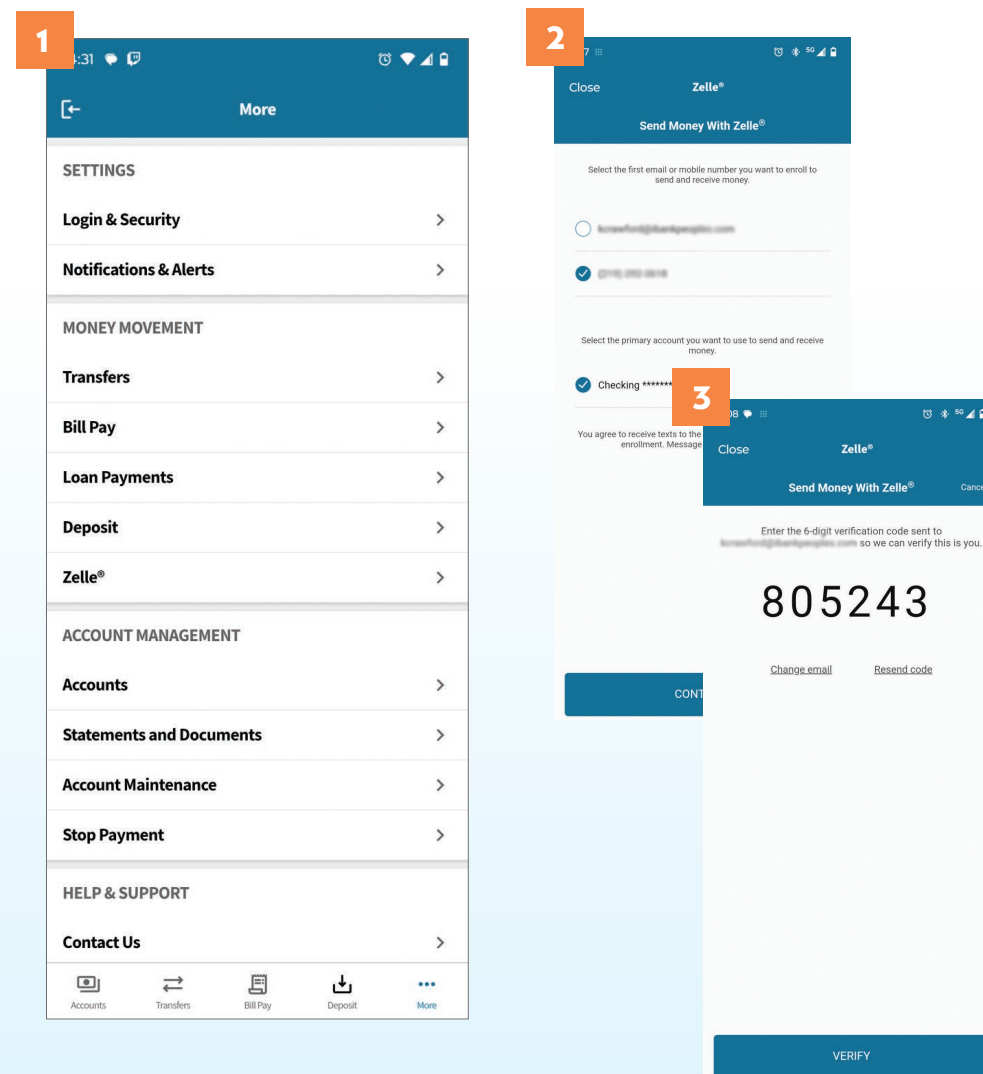 1
:31
More
SETTINGS
Login & Security
Notifications & Alerts
MONEY MOVEMENT
Transfers
Bill Pay
Loan Payments
Deposit
Zelle®
ACCOUNT MANAGEMENT
Accounts
Statements and Documents
Account Maintenance
Stop Payment
HELP & SUPPORT
Contact Us
Accounts Transfers Bill Pay Deposit More
2
7 5G
Close Zelle®
Send Money With Zelle®
Select the first email or mobile number you want to enroll to
send and receive money.
Select the primary account you want to use to send and receive
money.
Checking *******
You agree to receive texts to the
enrollment. Message
CONT
3
08 5G
Close Zelle®
Send Money With Zelle® Cance
Enter the 6-digit verification code sent to
so we can verify this is you.
805243
Change email Resend code
VERIFY